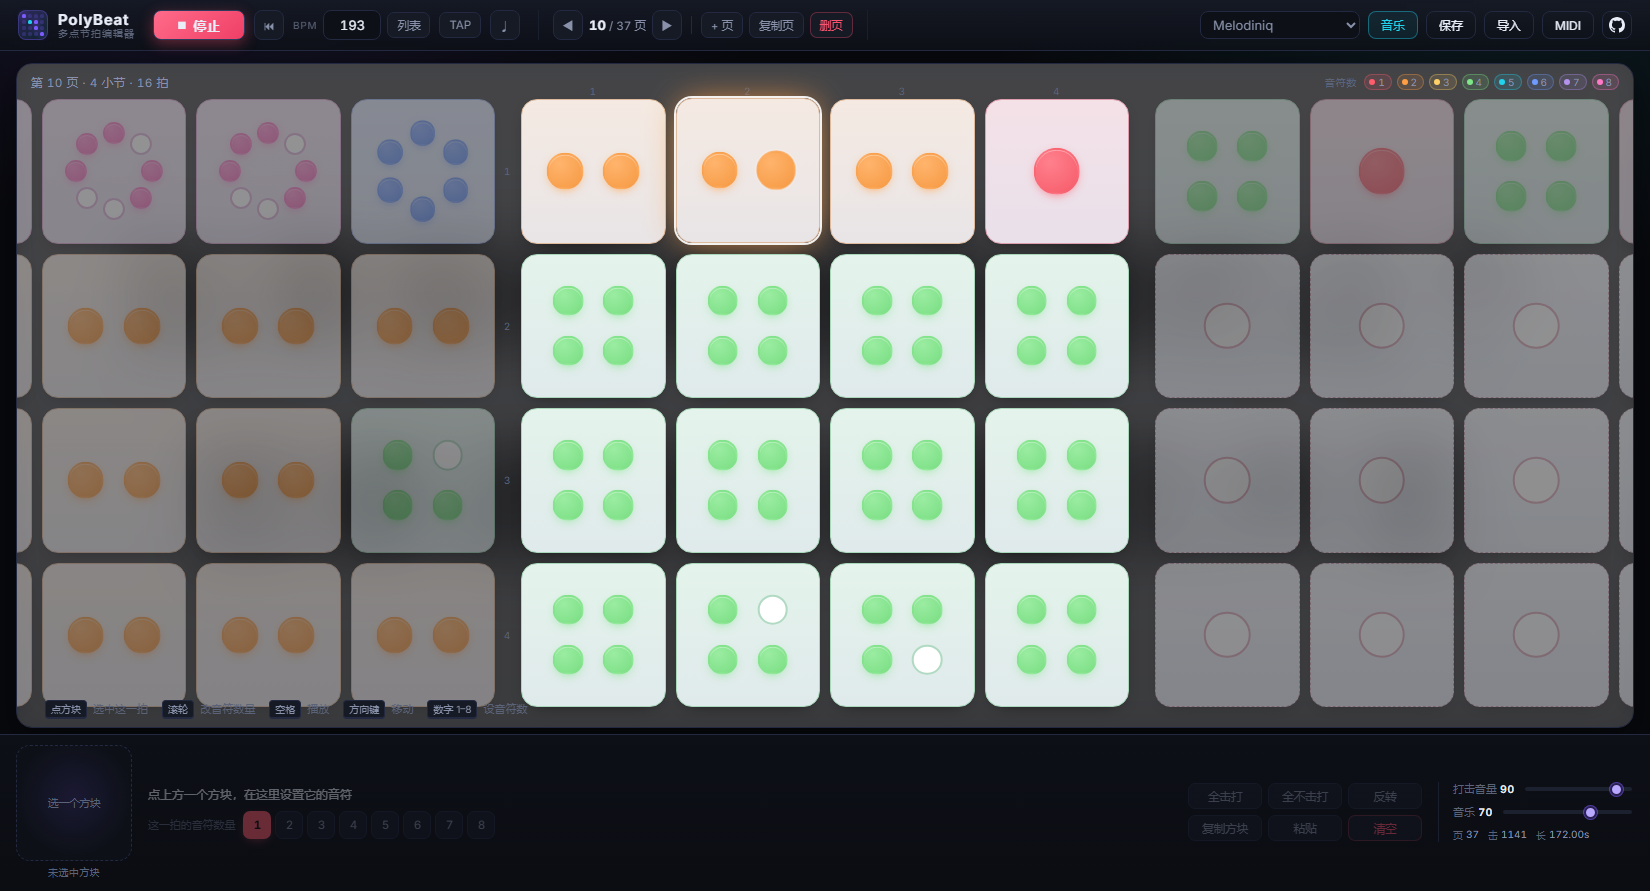 PolyBeat
多点节拍编辑器
停止
BPM 193 列表 TAP ♩
10 / 37 页 + 页 复制页 删页
Melodiniq 音乐 保存 导入 MIDI
第 10 页 · 4 小节 · 16 拍
音符数 1 2 3 4 5 6 7 8
1 2 3 4
1
2
3
4
点方块 选中这一拍 滚轮 改音符数量 空格 播放 方向键 移动 数字 1-8 设音符数
选一个方块
未选中方块
点上方一个方块，在这里设置它的音符
这一拍的音符数量 1 2 3 4 5 6 7 8
全击打 全不击打 反转
复制方块 粘贴 清空
打击音量 90
音乐 70
页 37 击 1141 长 172.00s